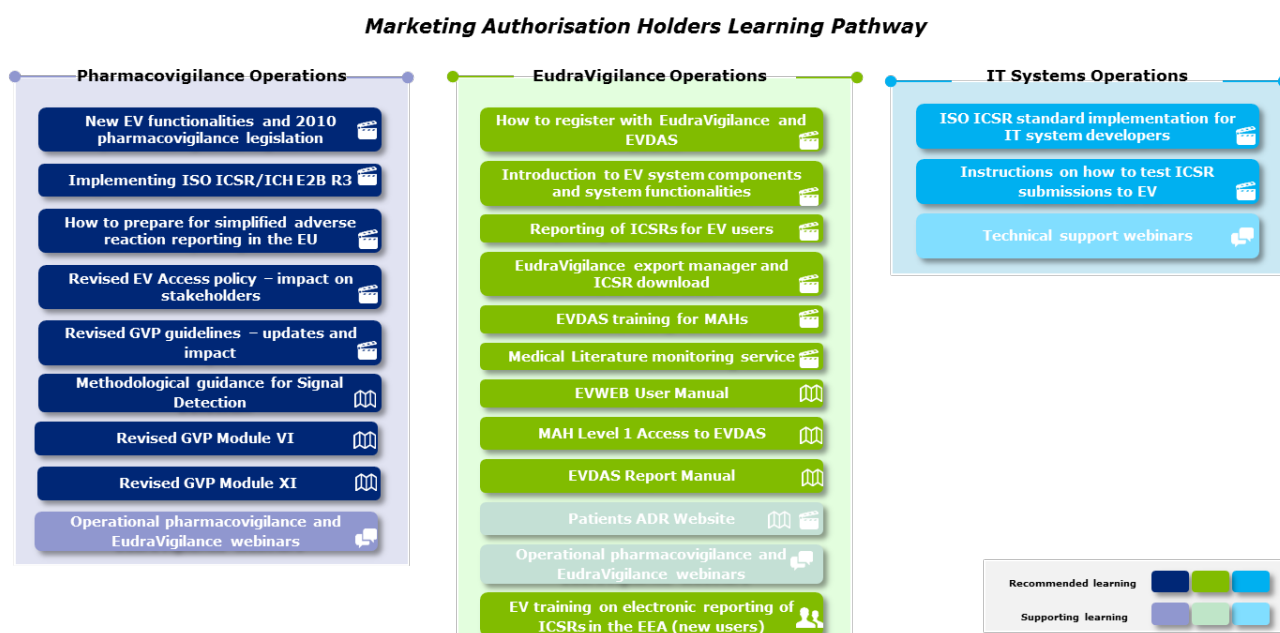 Marketing Authorisation Holders Learning Pathway
Pharmacovigilance Operations
New EV functionalities and 2010
pharmacovigilance legislation
Implementing ISO ICSR/ICH E2B R3
How to prepare for simplified adverse
reaction reporting in the EU
Revised EV Access policy – impact on
stakeholders
Revised GVP guidelines – updates and
impact
Methodological guidance for Signal
Detection
Revised GVP Module VI
Revised GVP Module XI
Operational pharmacovigilance and
EudraVigilance webinars
EudraVigilance Operations
How to register with EudraVigilance and
EVDAS
Introduction to EV system components
and system functionalities
Reporting of ICSRs for EV users
EudraVigilance export manager and
ICSR download
EVDAS training for MAHs
Medical Literature monitoring service
EVWEB User Manual
MAH Level 1 Access to EVDAS
EVDAS Report Manual
Patients ADR Website
Operational pharmacovigilance and
EudraVigilance webinars
EV training on electronic reporting of
ICSRs in the EEA (new users)
IT Systems Operations
ISO ICSR standard implementation for
IT system developers
Instructions on how to test ICSR
submissions to EV
Technical support webinars
Recommended learning
Supporting learning